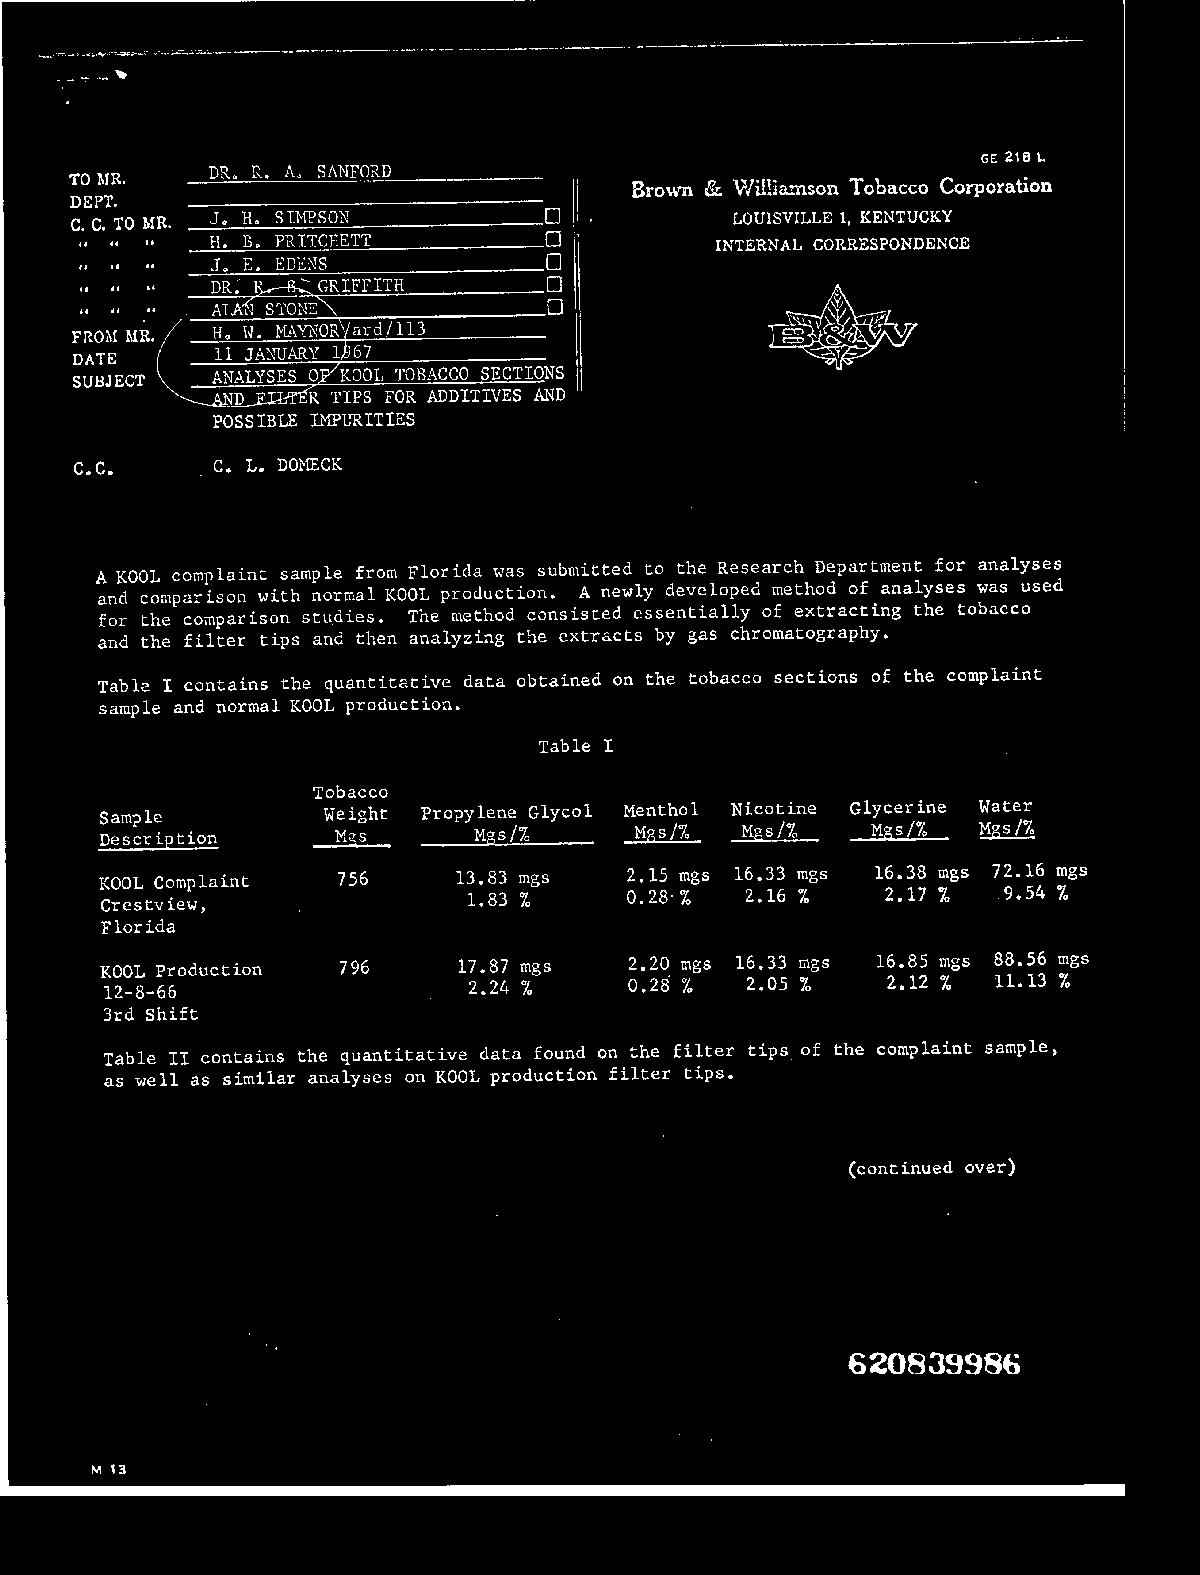 GE 218 L
TO MR. DR. R. A. SANFORD
DEPT.
C. C. TO MR. J. H. SIMPSON
" " " H. B. PRITCHETT
" " " J. E. EDENS
" " " DR. R. B. GRIFFITH
" " " ALAN STONE
FROM MR. H. W. MAYNOR/ard/113
DATE 11 JANUARY 1967
SUBJECT ANALYSES OF KOOL TOBACCO SECTIONS
AND FILTER TIPS FOR ADDITIVES AND
POSSIBLE IMPURITIES
C.C. C. L. DOMECK
Brown & Williamson Tobacco Corporation
LOUISVILLE 1, KENTUCKY
INTERNAL CORRESPONDENCE
B&W
A KOOL complaint sample from Florida was submitted to the Research Department for analyses
and comparison with normal KOOL production. A newly developed method of analyses was used
for the comparison studies. The method consisted essentially of extracting the tobacco
and the filter tips and then analyzing the extracts by gas chromatography.
Table I contains the quantitative data obtained on the tobacco sections of the complaint
sample and normal KOOL production.
Table I
Tobacco
Sample Weight Propylene Glycol Menthol Nicotine Glycerine Water
Description Mgs Mgs/% Mgs/% Mgs/% Mgs/% Mgs/%
KOOL Complaint 756 13.83 mgs 2.15 mgs 16.33 mgs 16.38 mgs 72.16 mgs
Crestview, 1.83 % 0.28 % 2.16 % 2.17 % 9.54 %
Florida
KOOL Production 796 17.87 mgs 2.20 mgs 16.33 mgs 16.85 mgs 88.56 mgs
12-8-66 2.24 % 0.28 % 2.05 % 2.12 % 11.13 %
3rd Shift
Table II contains the quantitative data found on the filter tips of the complaint sample,
as well as similar analyses on KOOL production filter tips.
(continued over)
620839986
M 13